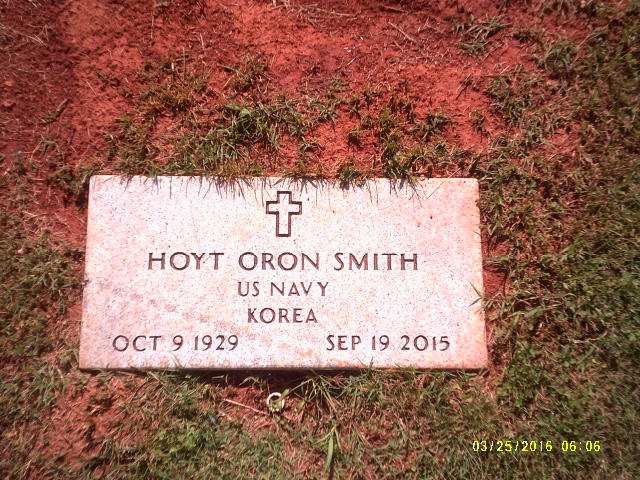 HOYT ORON SMITH
US NAVY
KOREA
OCT 9 1929 SEP 19 2015
03/25/2016 06:06